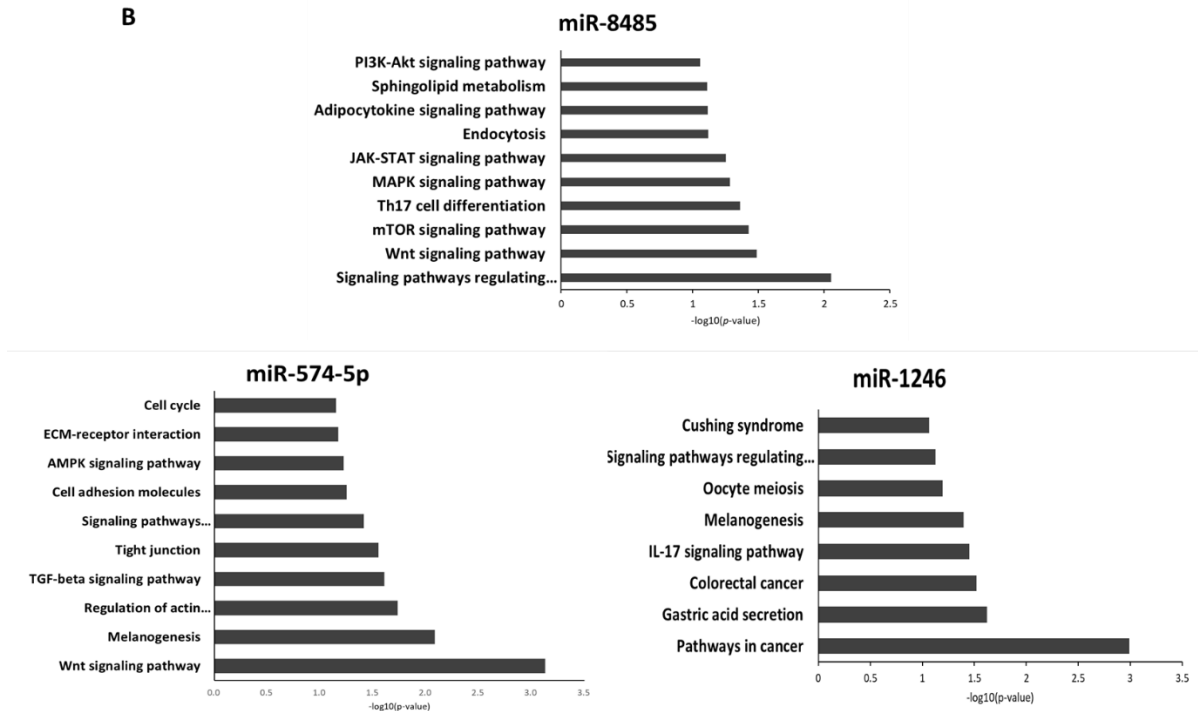 B
miR-8485
PI3K-Akt signaling pathway
Sphingolipid metabolism
Adipocytokine signaling pathway
Endocytosis
JAK-STAT signaling pathway
MAPK signaling pathway
Th17 cell differentiation
mTOR signaling pathway
Wnt signaling pathway
Signaling pathways regulating...
0 0.5 1 1.5 2 2.5
-log10(p-value)
miR-574-5p
Cell cycle
ECM-receptor interaction
AMPK signaling pathway
Cell adhesion molecules
Signaling pathways...
Tight junction
TGF-beta signaling pathway
Regulation of actin...
Melanogenesis
Wnt signaling pathway
0.0 0.5 1.0 1.5 2.0 2.5 3.0 3.5
-log10(p-value)
miR-1246
Cushing syndrome
Signaling pathways regulating...
Oocyte meiosis
Melanogenesis
IL-17 signaling pathway
Colorectal cancer
Gastric acid secretion
Pathways in cancer
0 0.5 1 1.5 2 2.5 3 3.5
-log10(p-value)